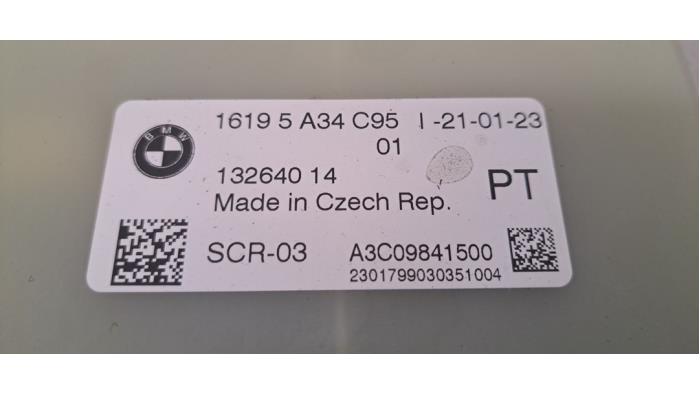 BMW
1619 5 A34 C95 I -21-01-23
01
132640 14
PT
Made in Czech Rep.
SCR-03 A3C09841500
2301799030351004